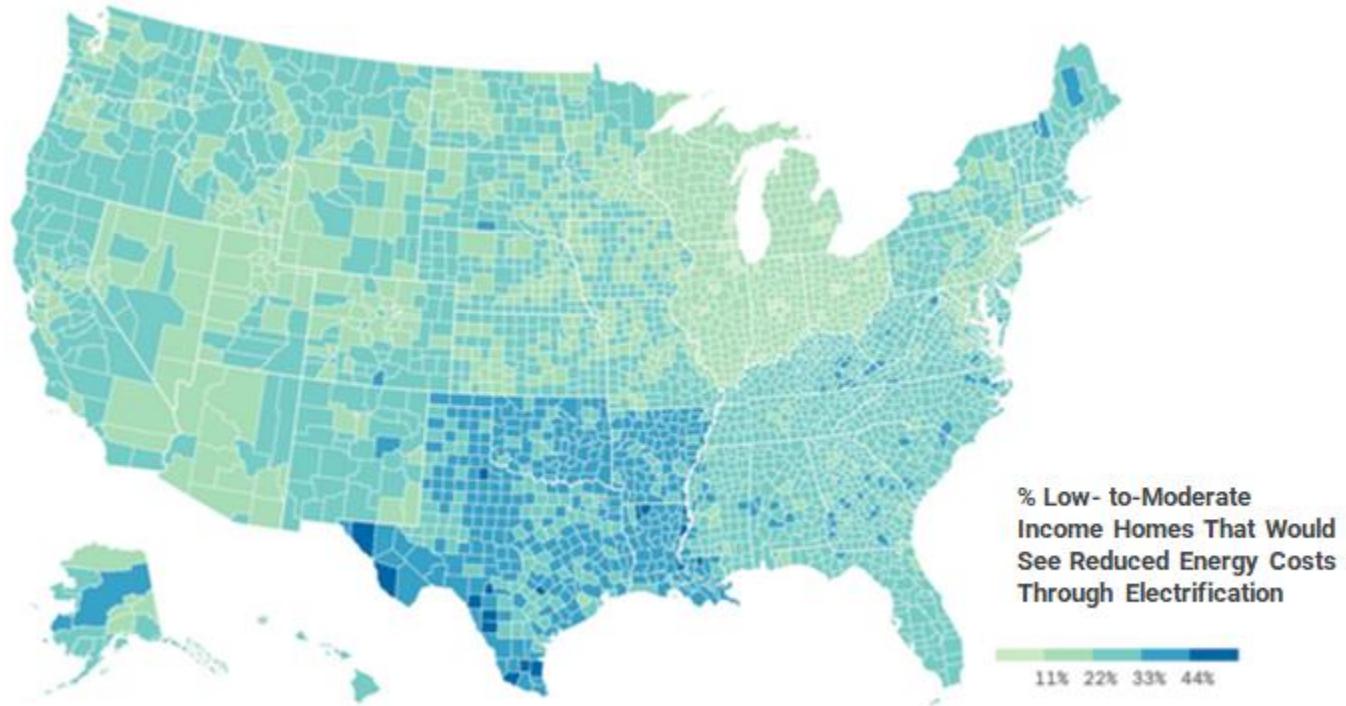 % Low- to-Moderate
Income Homes That Would
See Reduced Energy Costs
Through Electrification
11% 22% 33% 44%